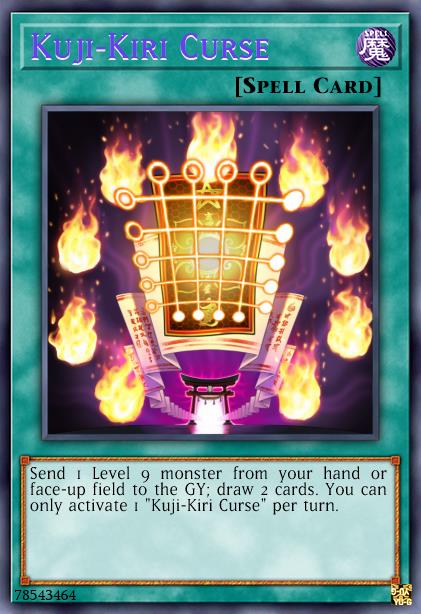 Kuji-Kiri Curse
SPELL
魔
[Spell Card]
Send 1 Level 9 monster from your hand or
face-up field to the GY; draw 2 cards. You can
only activate 1 "Kuji-Kiri Curse" per turn.
78543464